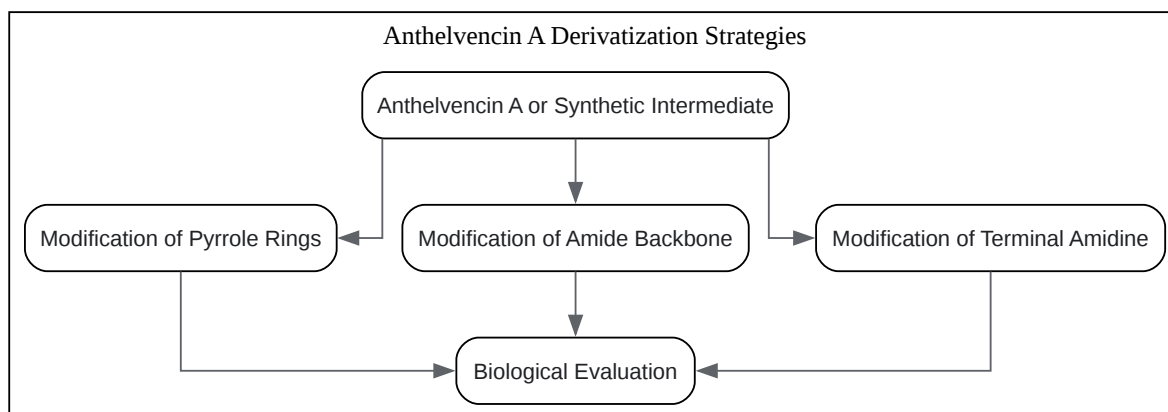 Anthelvencin A Derivatization Strategies
Anthelvencin A or Synthetic Intermediate
Modification of Pyrrole Rings
Modification of Amide Backbone
Modification of Terminal Amidine
Biological Evaluation